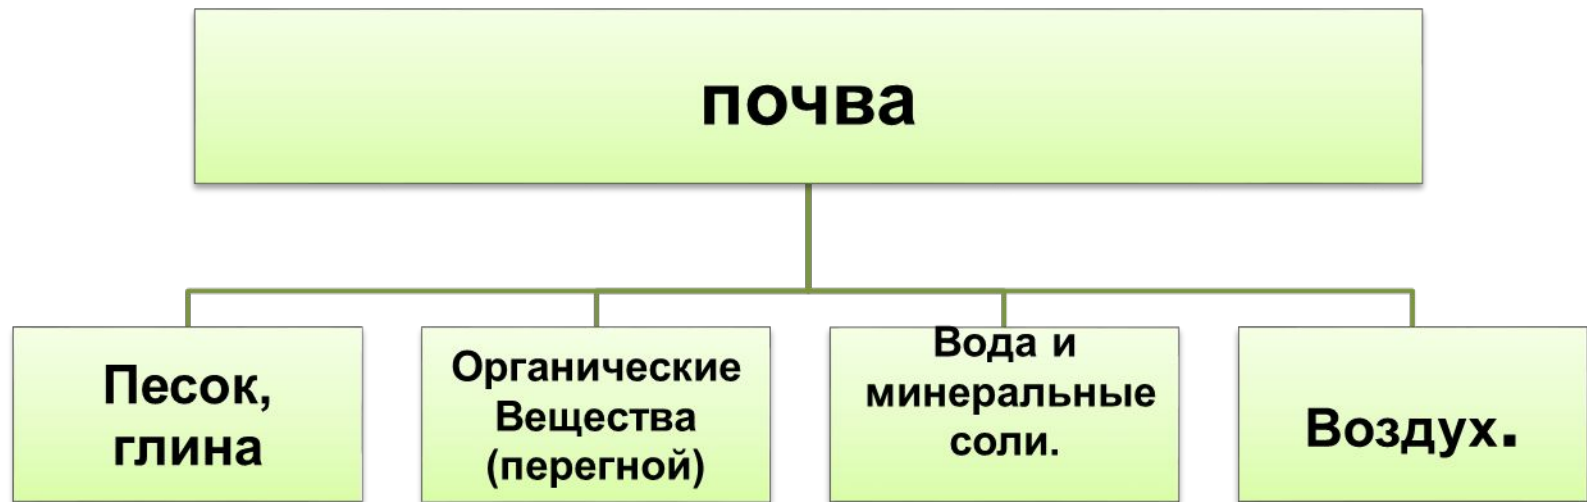 почва
Песок,
глина
Органические
Вещества
(перегной)
Вода и
минеральные
соли.
Воздух.